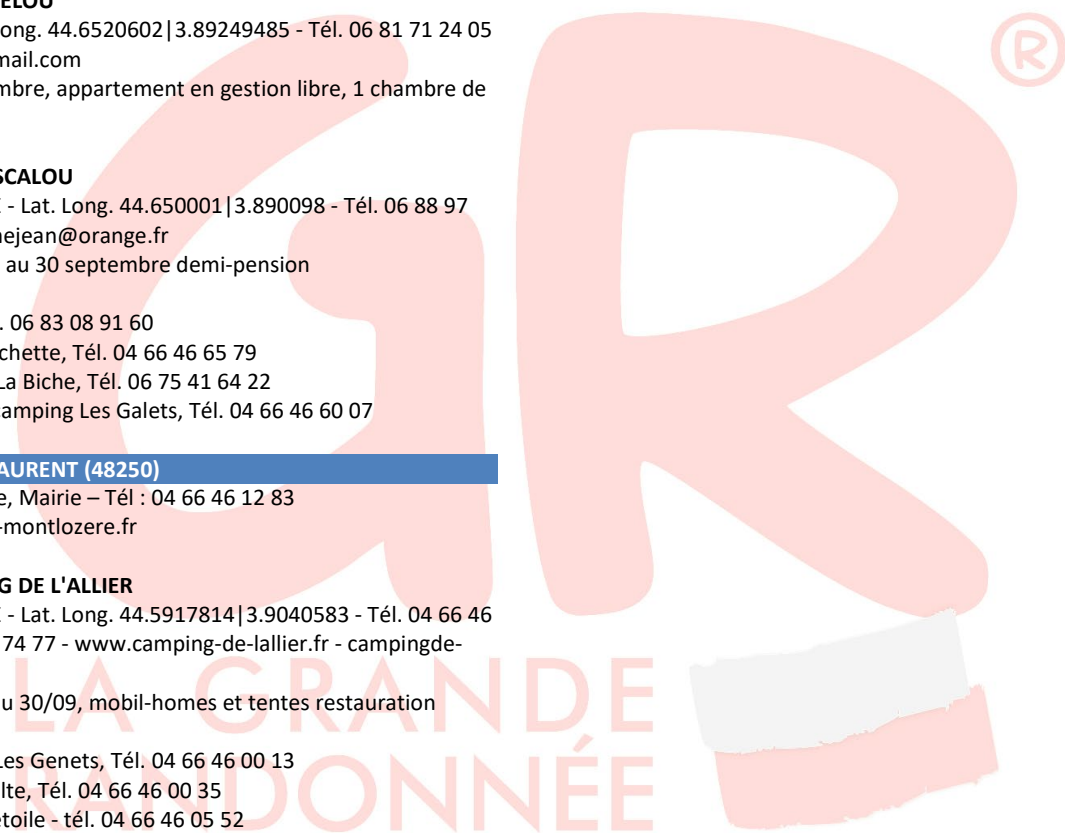 ELOU
ong. 44.6520602|3.89249485 - Tél. 06 81 71 24 05
mail.com
mbre, appartement en gestion libre, 1 chambre de
SCALOU
- Lat. Long. 44.650001|3.890098 - Tél. 06 88 97
nejean@orange.fr
au 30 septembre demi-pension
. 06 83 08 91 60
chette, Tél. 04 66 46 65 79
La Biche, Tél. 06 75 41 64 22
camping Les Galets, Tél. 04 66 46 60 07
AURENT (48250)
e, Mairie – Tél : 04 66 46 12 83
-montlozere.fr
G DE L'ALLIER
- Lat. Long. 44.5917814|3.9040583 - Tél. 04 66 46
74 77 - www.camping-de-lallier.fr - campingde-
u 30/09, mobil-homes et tentes restauration
Les Genets, Tél. 04 66 46 00 13
lte, Tél. 04 66 46 00 35
étoile - tél. 04 66 46 05 52
GR®
LA GRANDE
RANDONNÉE